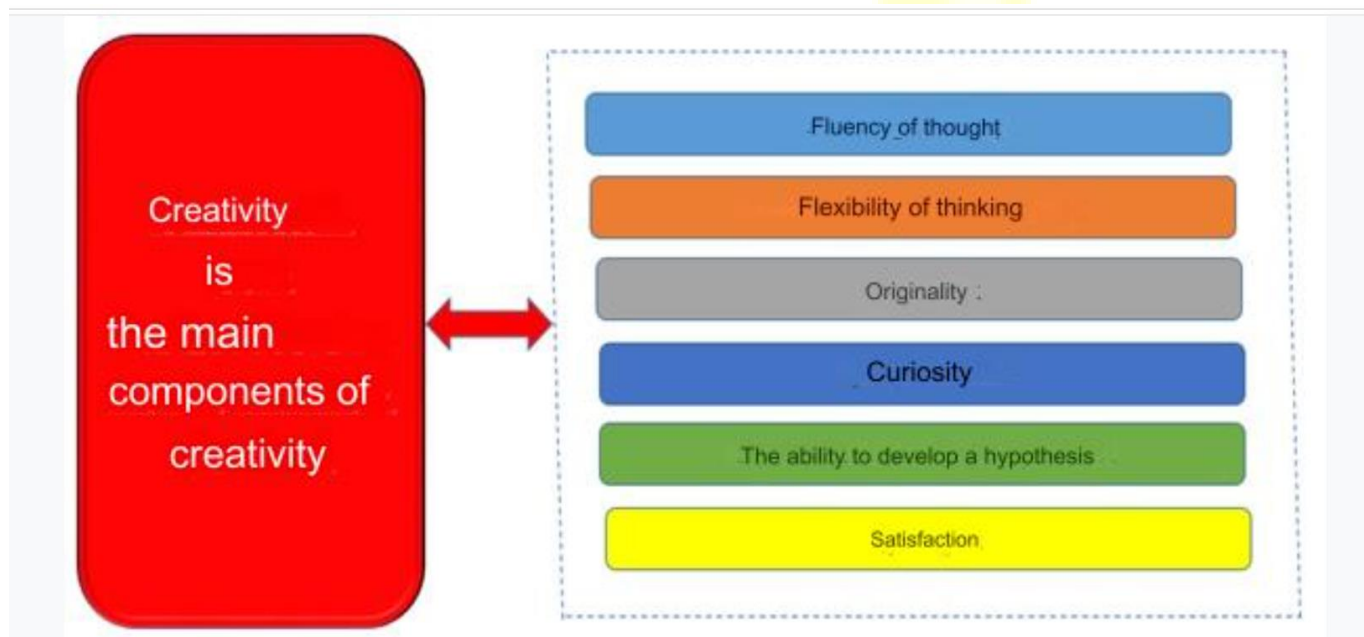 Creativity
is
the main
components of
creativity
Fluency of thought
Flexibility of thinking
Originality
Curiosity
The ability to develop a hypothesis
Satisfaction